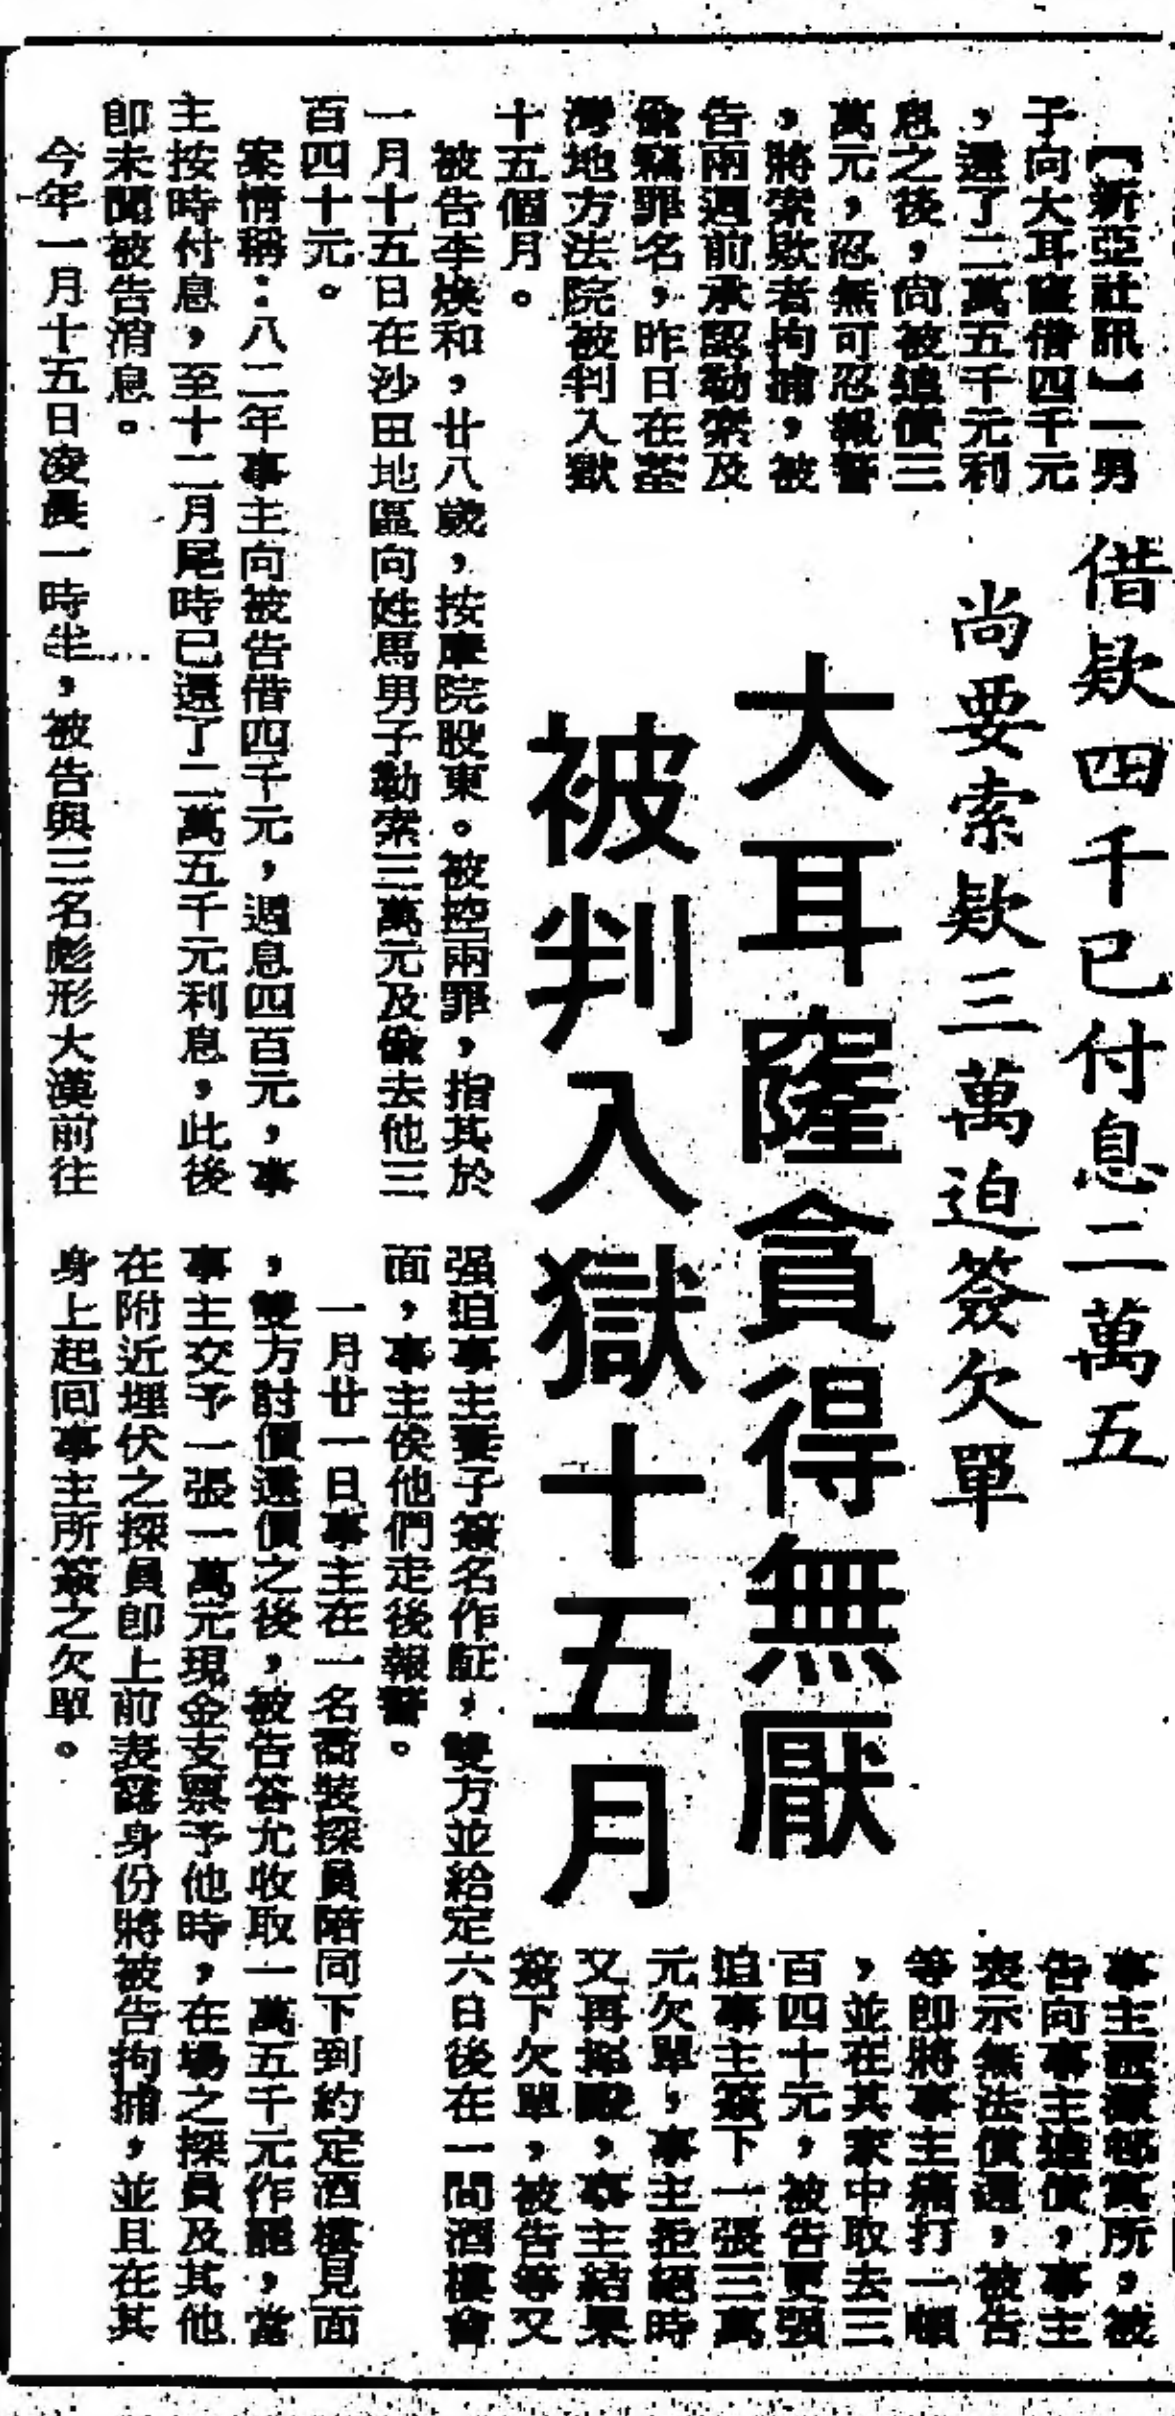 借欵四千已付息二萬五
尚要索欵三萬迫簽欠單
大耳窿貪得無厭
被判入獄十五月
【新亞社訊】一男
子向大耳窿借四千元
，還了二萬五千元利
息之後，尚被追債三
萬元，忍無可忍報警
，將索欵者拘捕，被
告兩週前承認勒索及
偷竊罪名，昨日在荃
灣地方法院被判入獄
十五個月。
被告李煥和，廿八歲，按摩院股東。被控兩罪，指其於
一月十五日在沙田地區向姓馬男子勒索三萬元及偷去他三
百四十元。
案情稱：八二年事主向被告借四千元，週息四百元，事
主按時付息，至十二月尾時已還了二萬五千元利息，此後
卽未聞被告消息。
今年一月十五日凌晨一時半，被告與三名彪形大漢前往
事主瀝源邨寓所，被
告向事主追債，事主
表示無法償還，被告
等卽將事主痛打一頓
，並在其家中取去三
百四十元，被告更强
迫事主簽下一張三萬
元欠單，事主拒絕時
又再掹毆，事主結果
簽下欠單，被告等又
强迫事主妻子簽名作証，雙方並給定六日後在一間酒樓會
面，事主俟他們走後報警。
一月廿一日事主在一名喬裝探員陪同下到約定酒樓見面
，雙方討價還價之後，被告答允收取一萬五千元作罷，當
事主交予一張一萬元現金支票予他時，在場之探員及其他
在附近埋伏之探員卽上前表露身份將被告拘捕，並且在其
身上起回事主所簽之欠單。